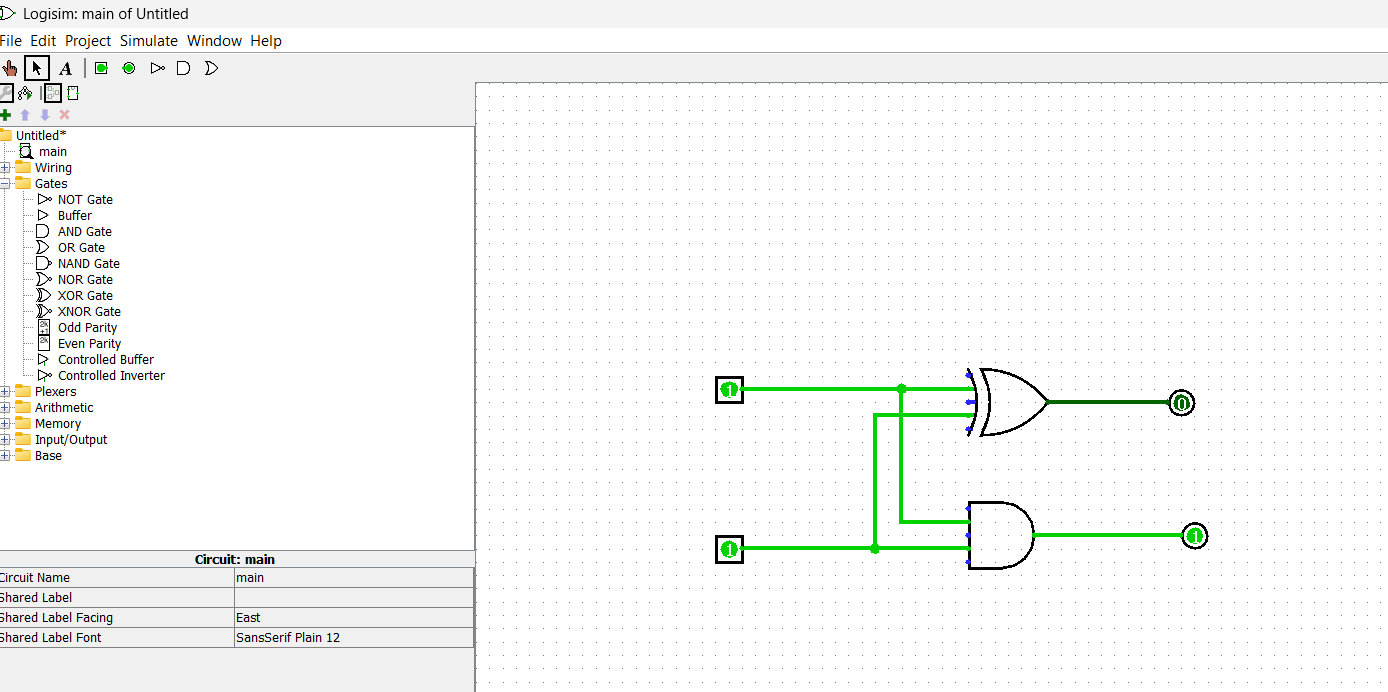 Logisim: main of Untitled
File Edit Project Simulate Window Help
A
Untitled*
main
Wiring
Gates
NOT Gate
Buffer
AND Gate
OR Gate
NAND Gate
NOR Gate
XOR Gate
XNOR Gate
2k+1 Odd Parity
2k Even Parity
Controlled Buffer
Controlled Inverter
Plexers
Arithmetic
Memory
Input/Output
Base
Circuit: main
Circuit Name main
Shared Label
Shared Label Facing East
Shared Label Font SansSerif Plain 12
1
0
1
1